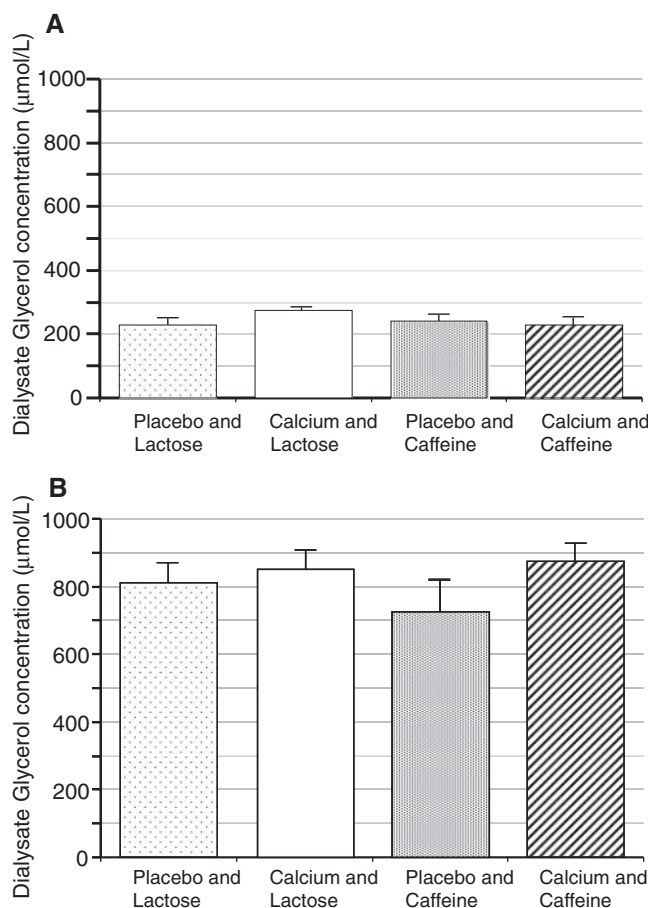 A
Dialysate Glycerol concentration (μmol/L)
1000
800
600
400
200
0
Placebo and
Lactose
Calcium and
Lactose
Placebo and
Caffeine
Calcium and
Caffeine
B
Dialysate Glycerol concentration (μmol/L)
1000
800
600
400
200
0
Placebo and
Lactose
Calcium and
Lactose
Placebo and
Caffeine
Calcium and
Caffeine